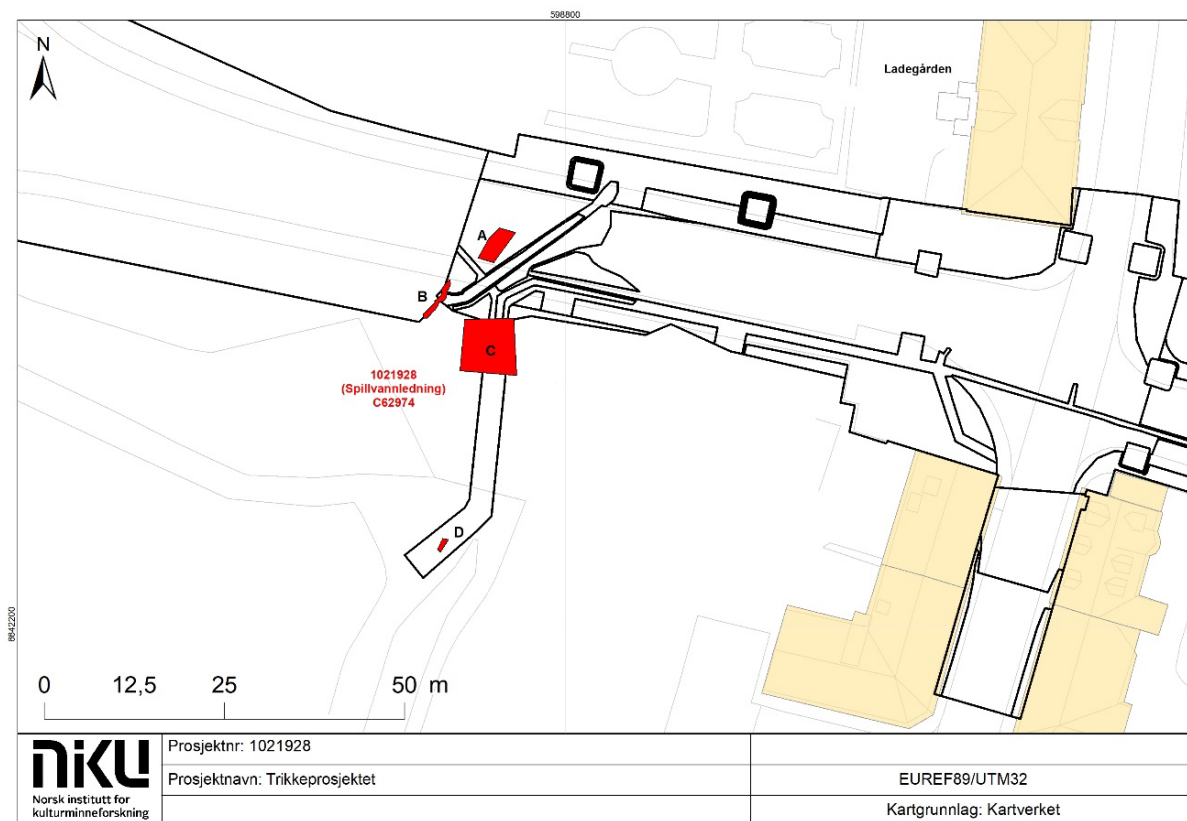 598800
N
Ladegården
A
B
C
1021928
(Spillvannledning)
C62974
D
6642200
0 12,5 25 50 m
NIKU
Norsk institutt for
kulturminneforskning
Prosjektnr: 1021928
Prosjektnavn: Trikkeprosjektet
EUREF89/UTM32
Kartgrunnlag: Kartverket